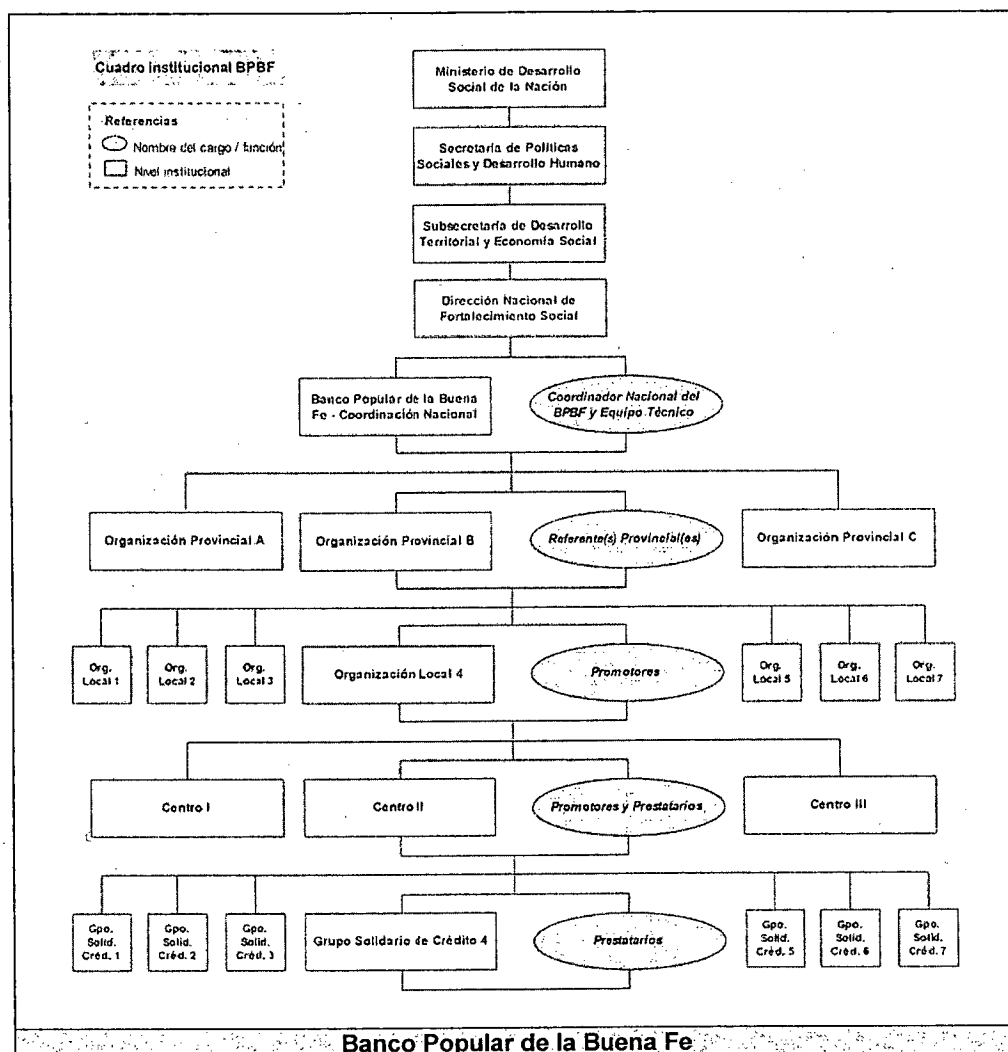 Cuadro institucional BPBF
Referencias
Nombre del cargo / función
Nivel institucional
Ministerio de Desarrollo
Social de la Nación
Secretaría de Políticas
Sociales y Desarrollo Humano
Subsecretaría de Desarrollo
Territorial y Economía Social
Dirección Nacional de
Fortalecimiento Social
Banco Popular de la Buena
Fe - Coordinación Nacional
Coordinador Nacional del
BPBF y Equipo Técnico
Organización Provincial A
Organización Provincial B
Referente(s) Provincial(es)
Organización Provincial C
Org.
Local 1
Org.
Local 2
Org.
Local 3
Organización Local 4
Promotores
Org.
Local 5
Org.
Local 6
Org.
Local 7
Centro I
Centro II
Promotores y Prestatarios
Centro III
Gpo.
Solid.
Créd. 1
Gpo.
Solid.
Créd. 2
Gpo.
Solid.
Créd. 3
Grupo Solidario de Crédito 4
Prestatarios
Gpo.
Solid.
Créd. 5
Gpo.
Solid.
Créd. 6
Gpo.
Solid.
Créd. 7
Banco Popular de la Buena Fe